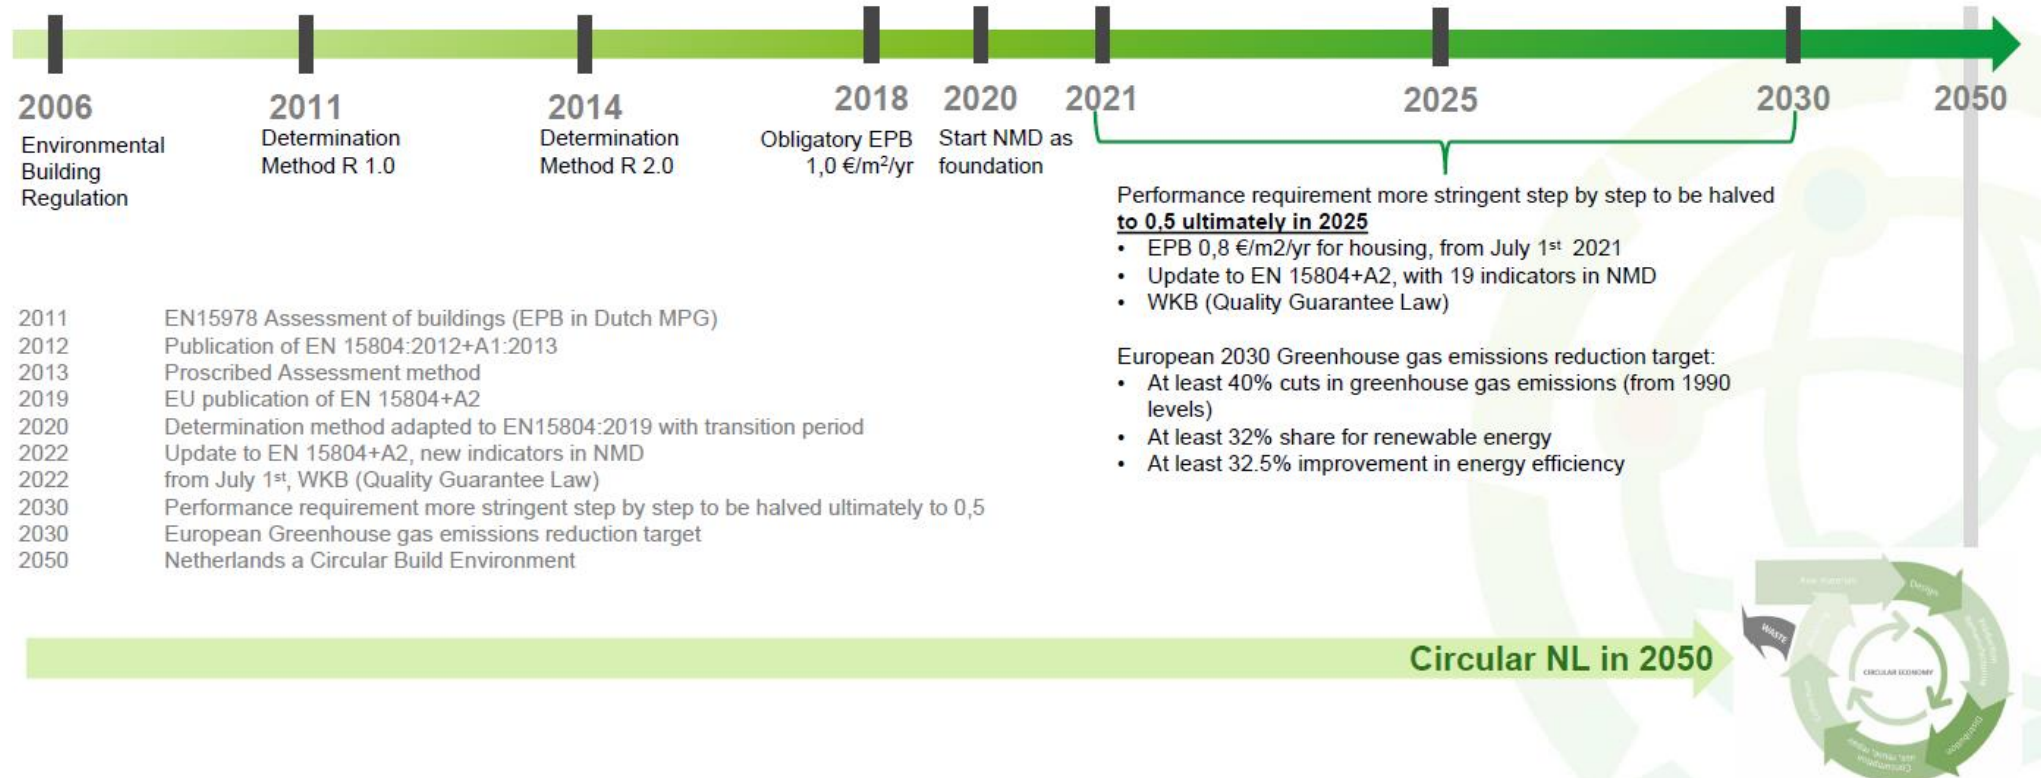 2006
Environmental
Building
Regulation
2011
Determination
Method R 1.0
2014
Determination
Method R 2.0
2018
Obligatory EPB
1,0 €/m²/yr
2020
Start NMD as
foundation
2021
2025
2030
2050
Performance requirement more stringent step by step to be halved
to 0,5 ultimately in 2025
• EPB 0,8 €/m2/yr for housing, from July 1st 2021
• Update to EN 15804+A2, with 19 indicators in NMD
• WKB (Quality Guarantee Law)
European 2030 Greenhouse gas emissions reduction target:
• At least 40% cuts in greenhouse gas emissions (from 1990
levels)
• At least 32% share for renewable energy
• At least 32.5% improvement in energy efficiency
2011 EN15978 Assessment of buildings (EPB in Dutch MPG)
2012 Publication of EN 15804:2012+A1:2013
2013 Proscribed Assessment method
2019 EU publication of EN 15804+A2
2020 Determination method adapted to EN15804:2019 with transition period
2022 Update to EN 15804+A2, new indicators in NMD
2022 from July 1st, WKB (Quality Guarantee Law)
2030 Performance requirement more stringent step by step to be halved ultimately to 0,5
2030 European Greenhouse gas emissions reduction target
2050 Netherlands a Circular Build Environment
Circular NL in 2050
Raw materials
Design
WASTE
CIRCULAR ECONOMY
Distribution